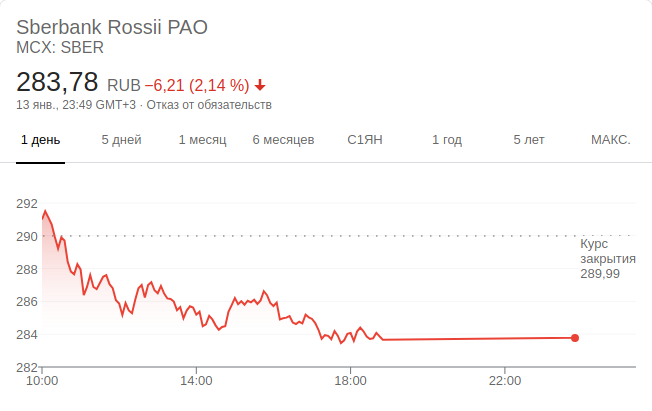 Sberbank Rossii PAO
MCX: SBER
283,78 RUB −6,21 (2,14 %)
13 янв., 23:49 GMT+3 · Отказ от обязательств
1 день 5 дней 1 месяц 6 месяцев С1ЯН 1 год 5 лет МАКС.
292
290
Курс
закрытия
289,99
288
286
284
282
10:00 14:00 18:00 22:00